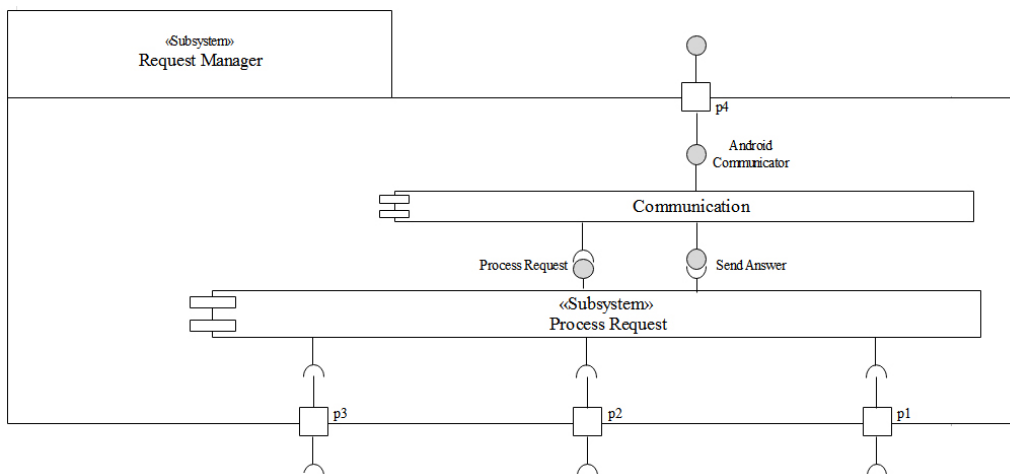 «Subsystem»
Request Manager
p4
Android
Communicator
Communication
Process Request
Send Answer
«Subsystem»
Process Request
p3
p2
p1